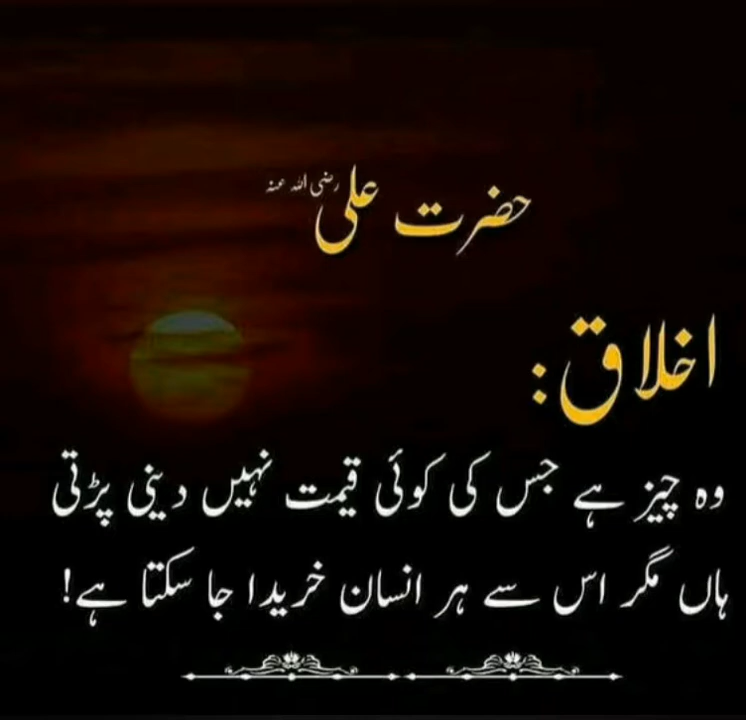 حضرت علی رضی اللہ عنہ
اخلاق:
وہ چیز ہے جس کی کوئی قیمت نہیں دینی پڑتی
ہاں مگر اس سے ہر انسان خریدا جا سکتا ہے!